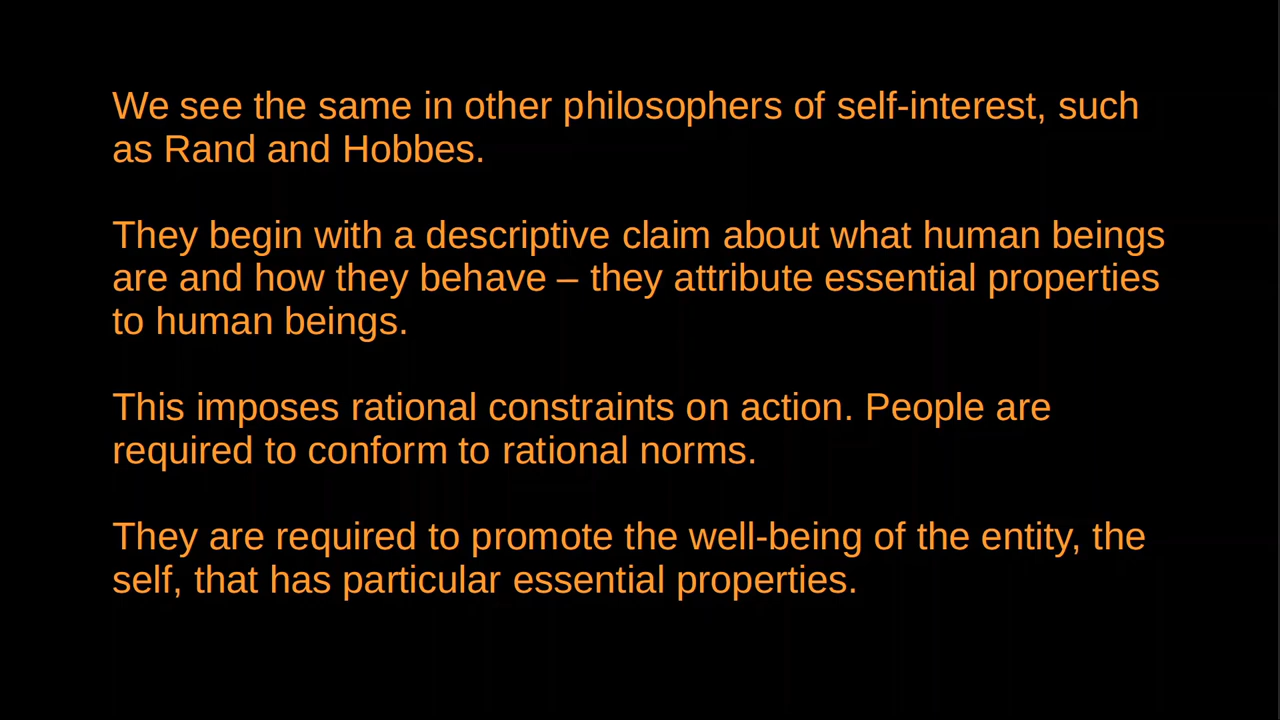 We see the same in other philosophers of self-interest, such
as Rand and Hobbes.
They begin with a descriptive claim about what human beings
are and how they behave – they attribute essential properties
to human beings.
This imposes rational constraints on action. People are
required to conform to rational norms.
They are required to promote the well-being of the entity, the
self, that has particular essential properties.